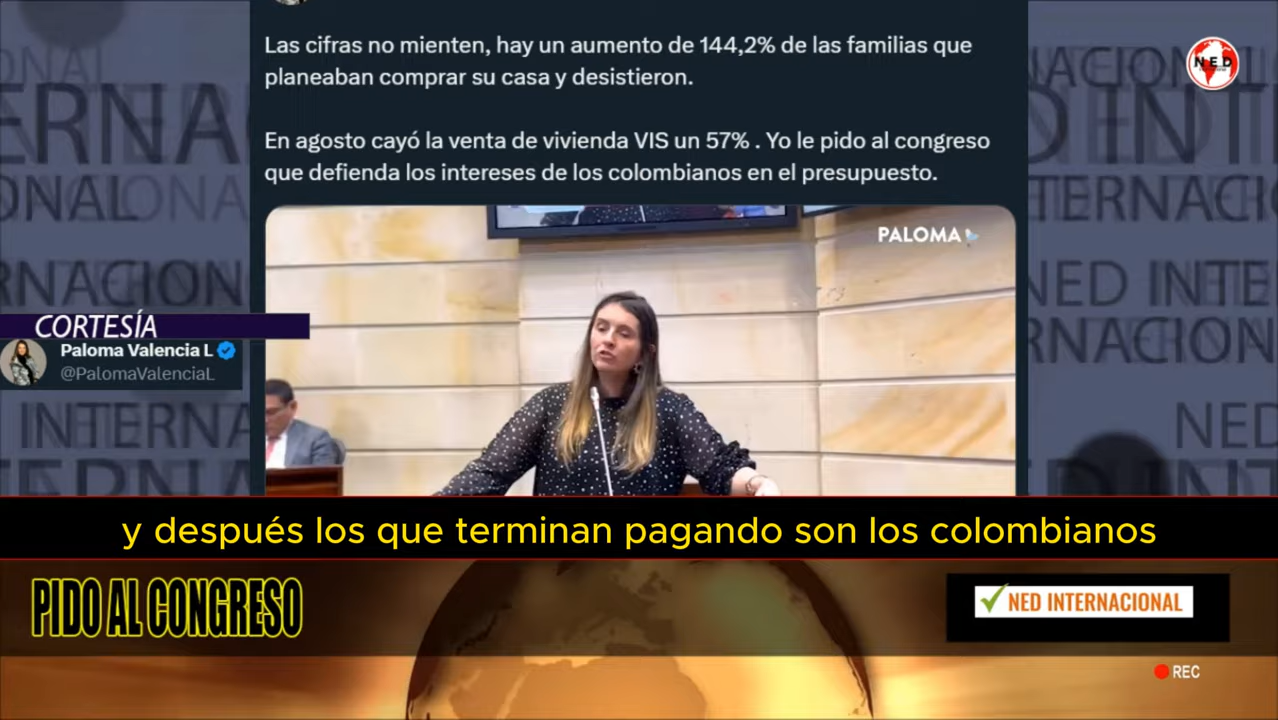 Las cifras no mienten, hay un aumento de 144,2% de las familias que
planeaban comprar su casa y desistieron.
En agosto cayó la venta de vivienda VIS un 57% . Yo le pido al congreso
que defienda los intereses de los colombianos en el presupuesto.
NED
PALOMA
CORTESÍA
Paloma Valencia L
@PalomaValenciaL
y después los que terminan pagando son los colombianos
PIDO AL CONGRESO
NED INTERNACIONAL
REC